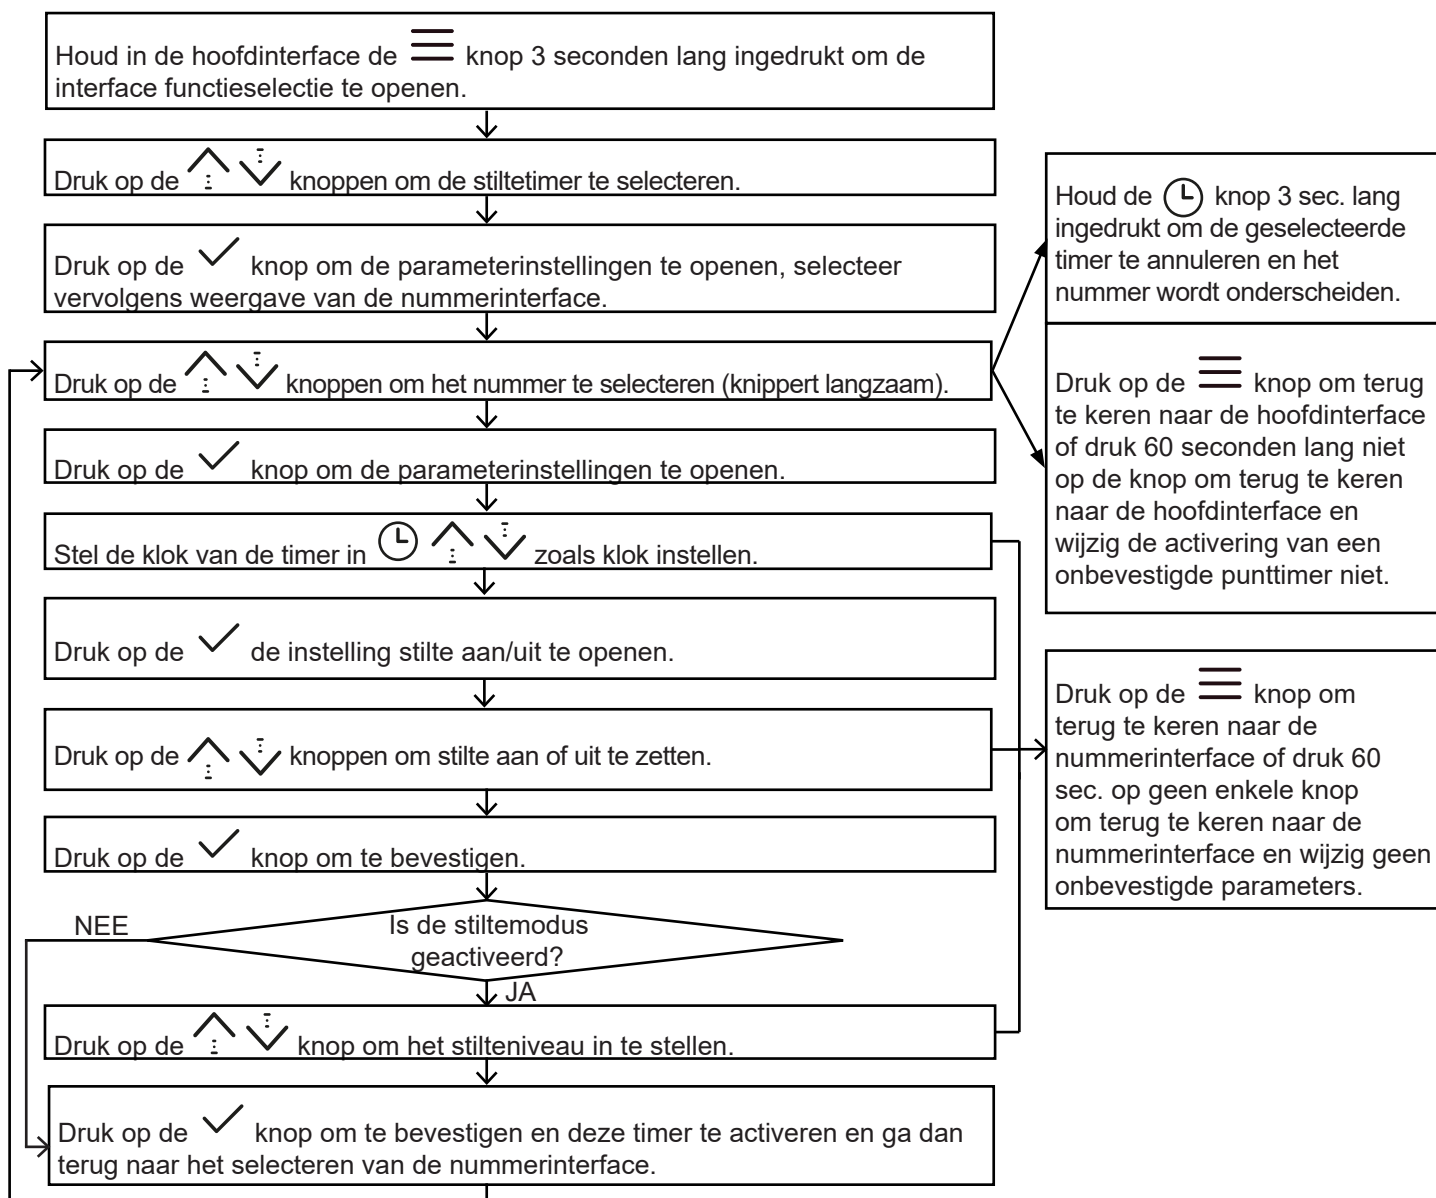 Houd in de hoofdinterface de knop 3 seconden lang ingedrukt om de
interface functieselectie te openen.
Druk op de knoppen om de stiltetimer te selecteren.
Druk op de knop om de parameterinstellingen te openen, selecteer
vervolgens weergave van de nummerinterface.
Druk op de knoppen om het nummer te selecteren (knippert langzaam).
Druk op de knop om de parameterinstellingen te openen.
Stel de klok van de timer in zoals klok instellen.
Druk op de de instelling stilte aan/uit te openen.
Druk op de knoppen om stilte aan of uit te zetten.
Druk op de knop om te bevestigen.
NEE
Is de stiltemodus
geactiveerd?
JA
Druk op de knop om het stilteniveau in te stellen.
Druk op de knop om te bevestigen en deze timer te activeren en ga dan
terug naar het selecteren van de nummerinterface.
Houd de knop 3 sec. lang
ingedrukt om de geselecteerde
timer te annuleren en het
nummer wordt onderscheiden.
Druk op de knop om terug
te keren naar de hoofdinterface
of druk 60 seconden lang niet
op de knop om terug te keren
naar de hoofdinterface en
wijzig de activering van een
onbevestigde punttimer niet.
Druk op de knop om
terug te keren naar de
nummerinterface of druk 60
sec. op geen enkele knop
om terug te keren naar de
nummerinterface en wijzig geen
onbevestigde parameters.